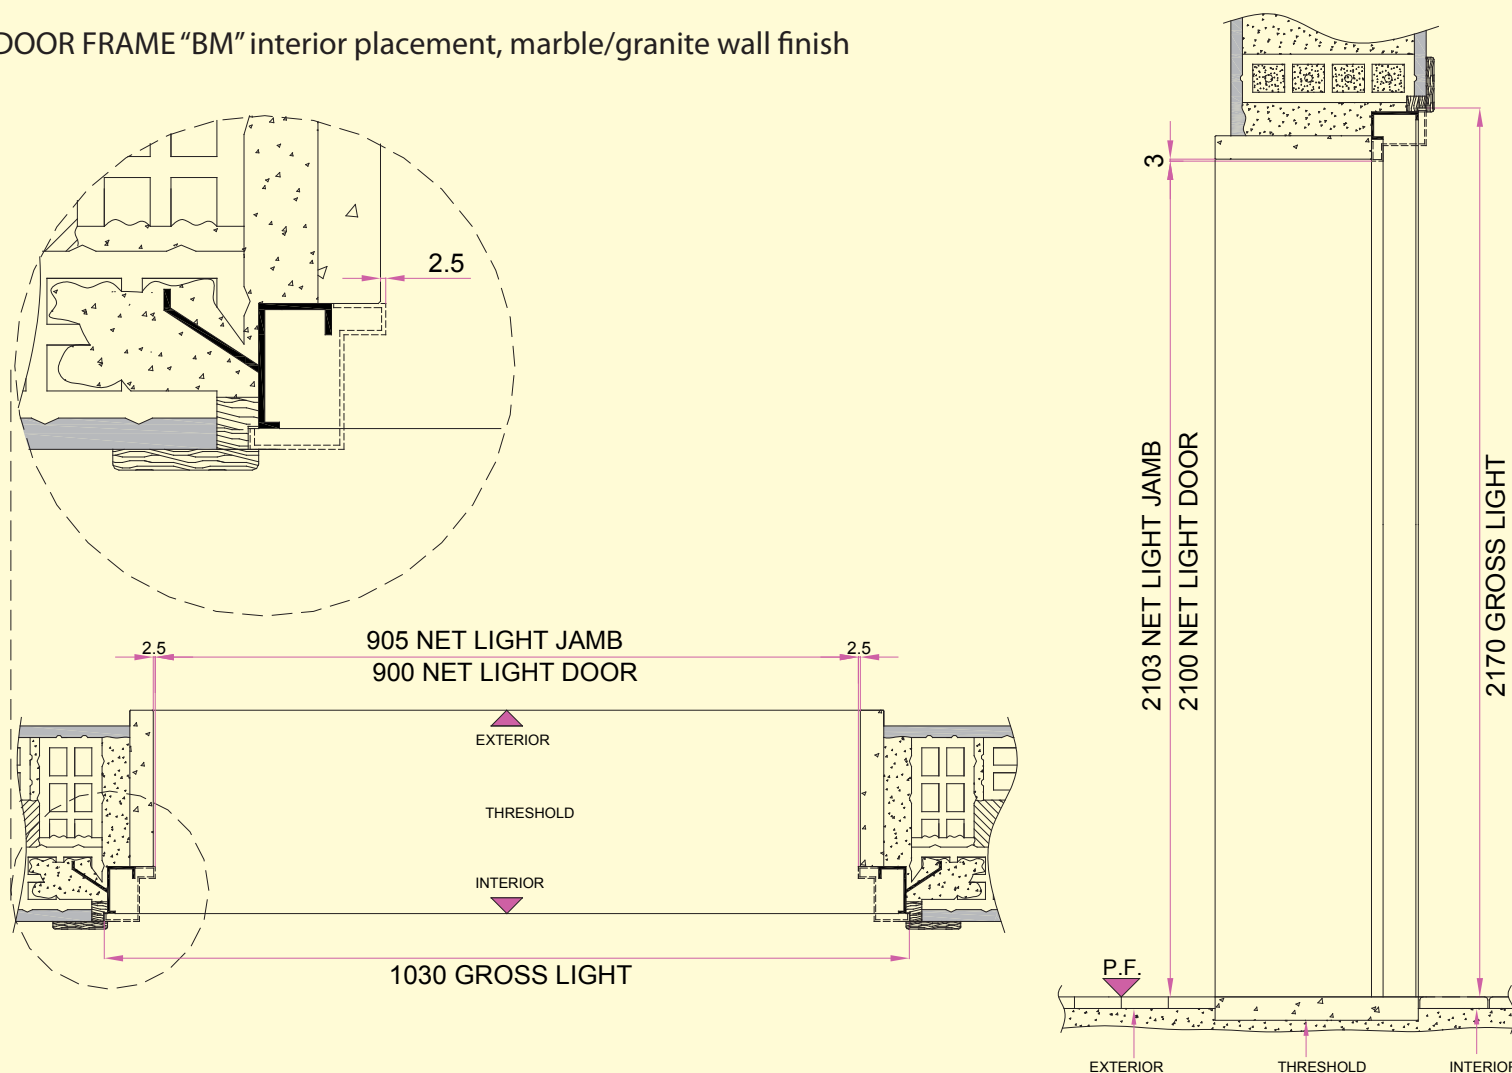 DOOR FRAME “BM” interior placement, marble/granite wall finish
2.5
905 NET LIGHT JAMB
2.5
2.5
900 NET LIGHT DOOR
EXTERIOR
THRESHOLD
INTERIOR
1030 GROSS LIGHT
3
2103 NET LIGHT JAMB
2100 NET LIGHT DOOR
2170 GROSS LIGHT
P.F.
EXTERIOR
THRESHOLD
INTERIOR